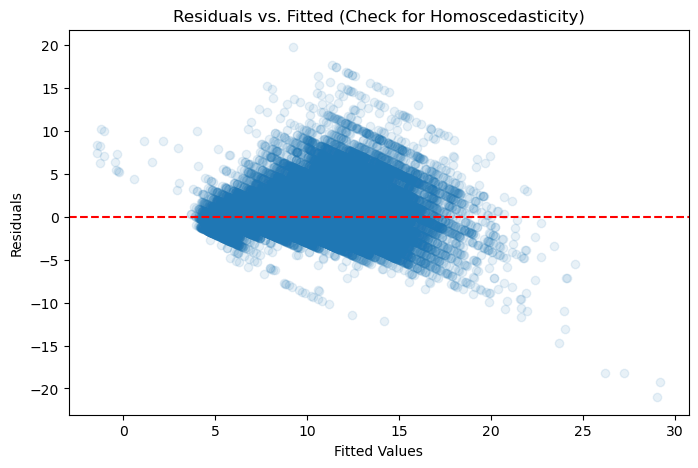 Residuals vs. Fitted (Check for Homoscedasticity)
20
15
10
5
0
−5
−10
−15
−20
Residuals
0 5 10 15 20 25 30
Fitted Values